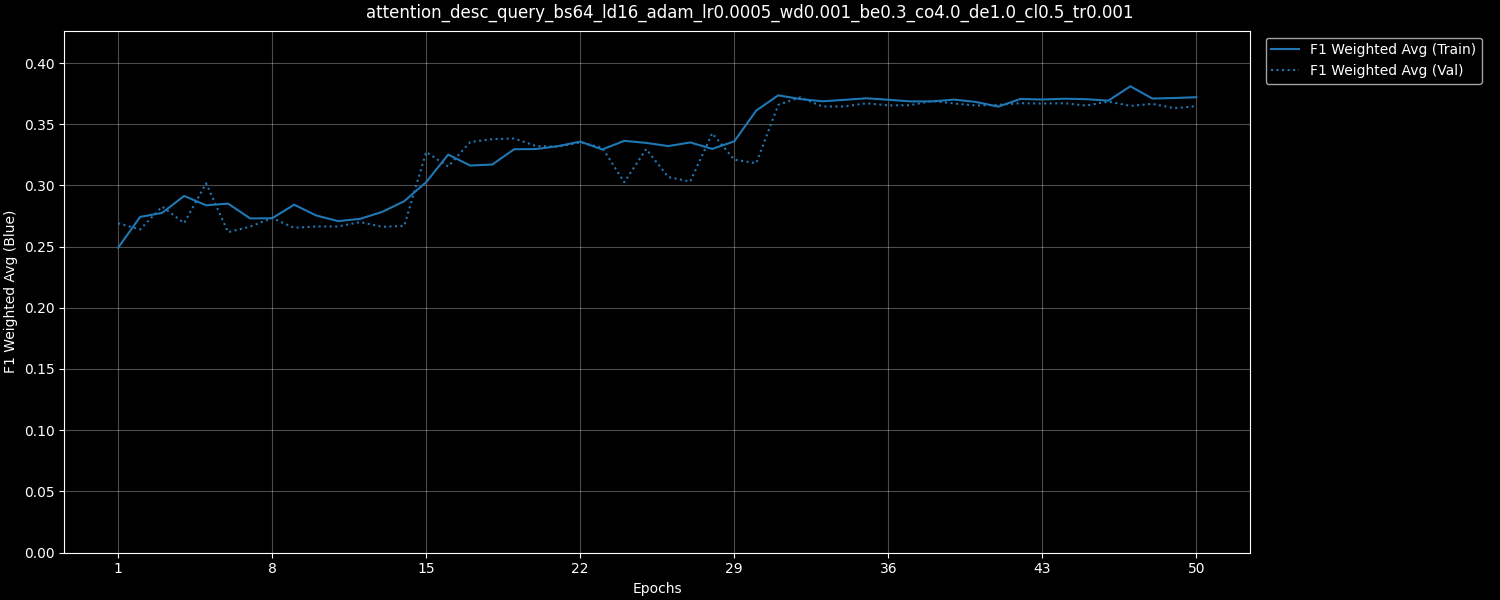 attention_desc_query_bs64_ld16_adam_lr0.0005_wd0.001_be0.3_co4.0_de1.0_cl0.5_tr0.001
F1 Weighted Avg (Train)
F1 Weighted Avg (Val)
F1 Weighted Avg (Blue)
0.40
0.35
0.30
0.25
0.20
0.15
0.10
0.05
0.00
1 8 15 22 29 36 43 50
Epochs